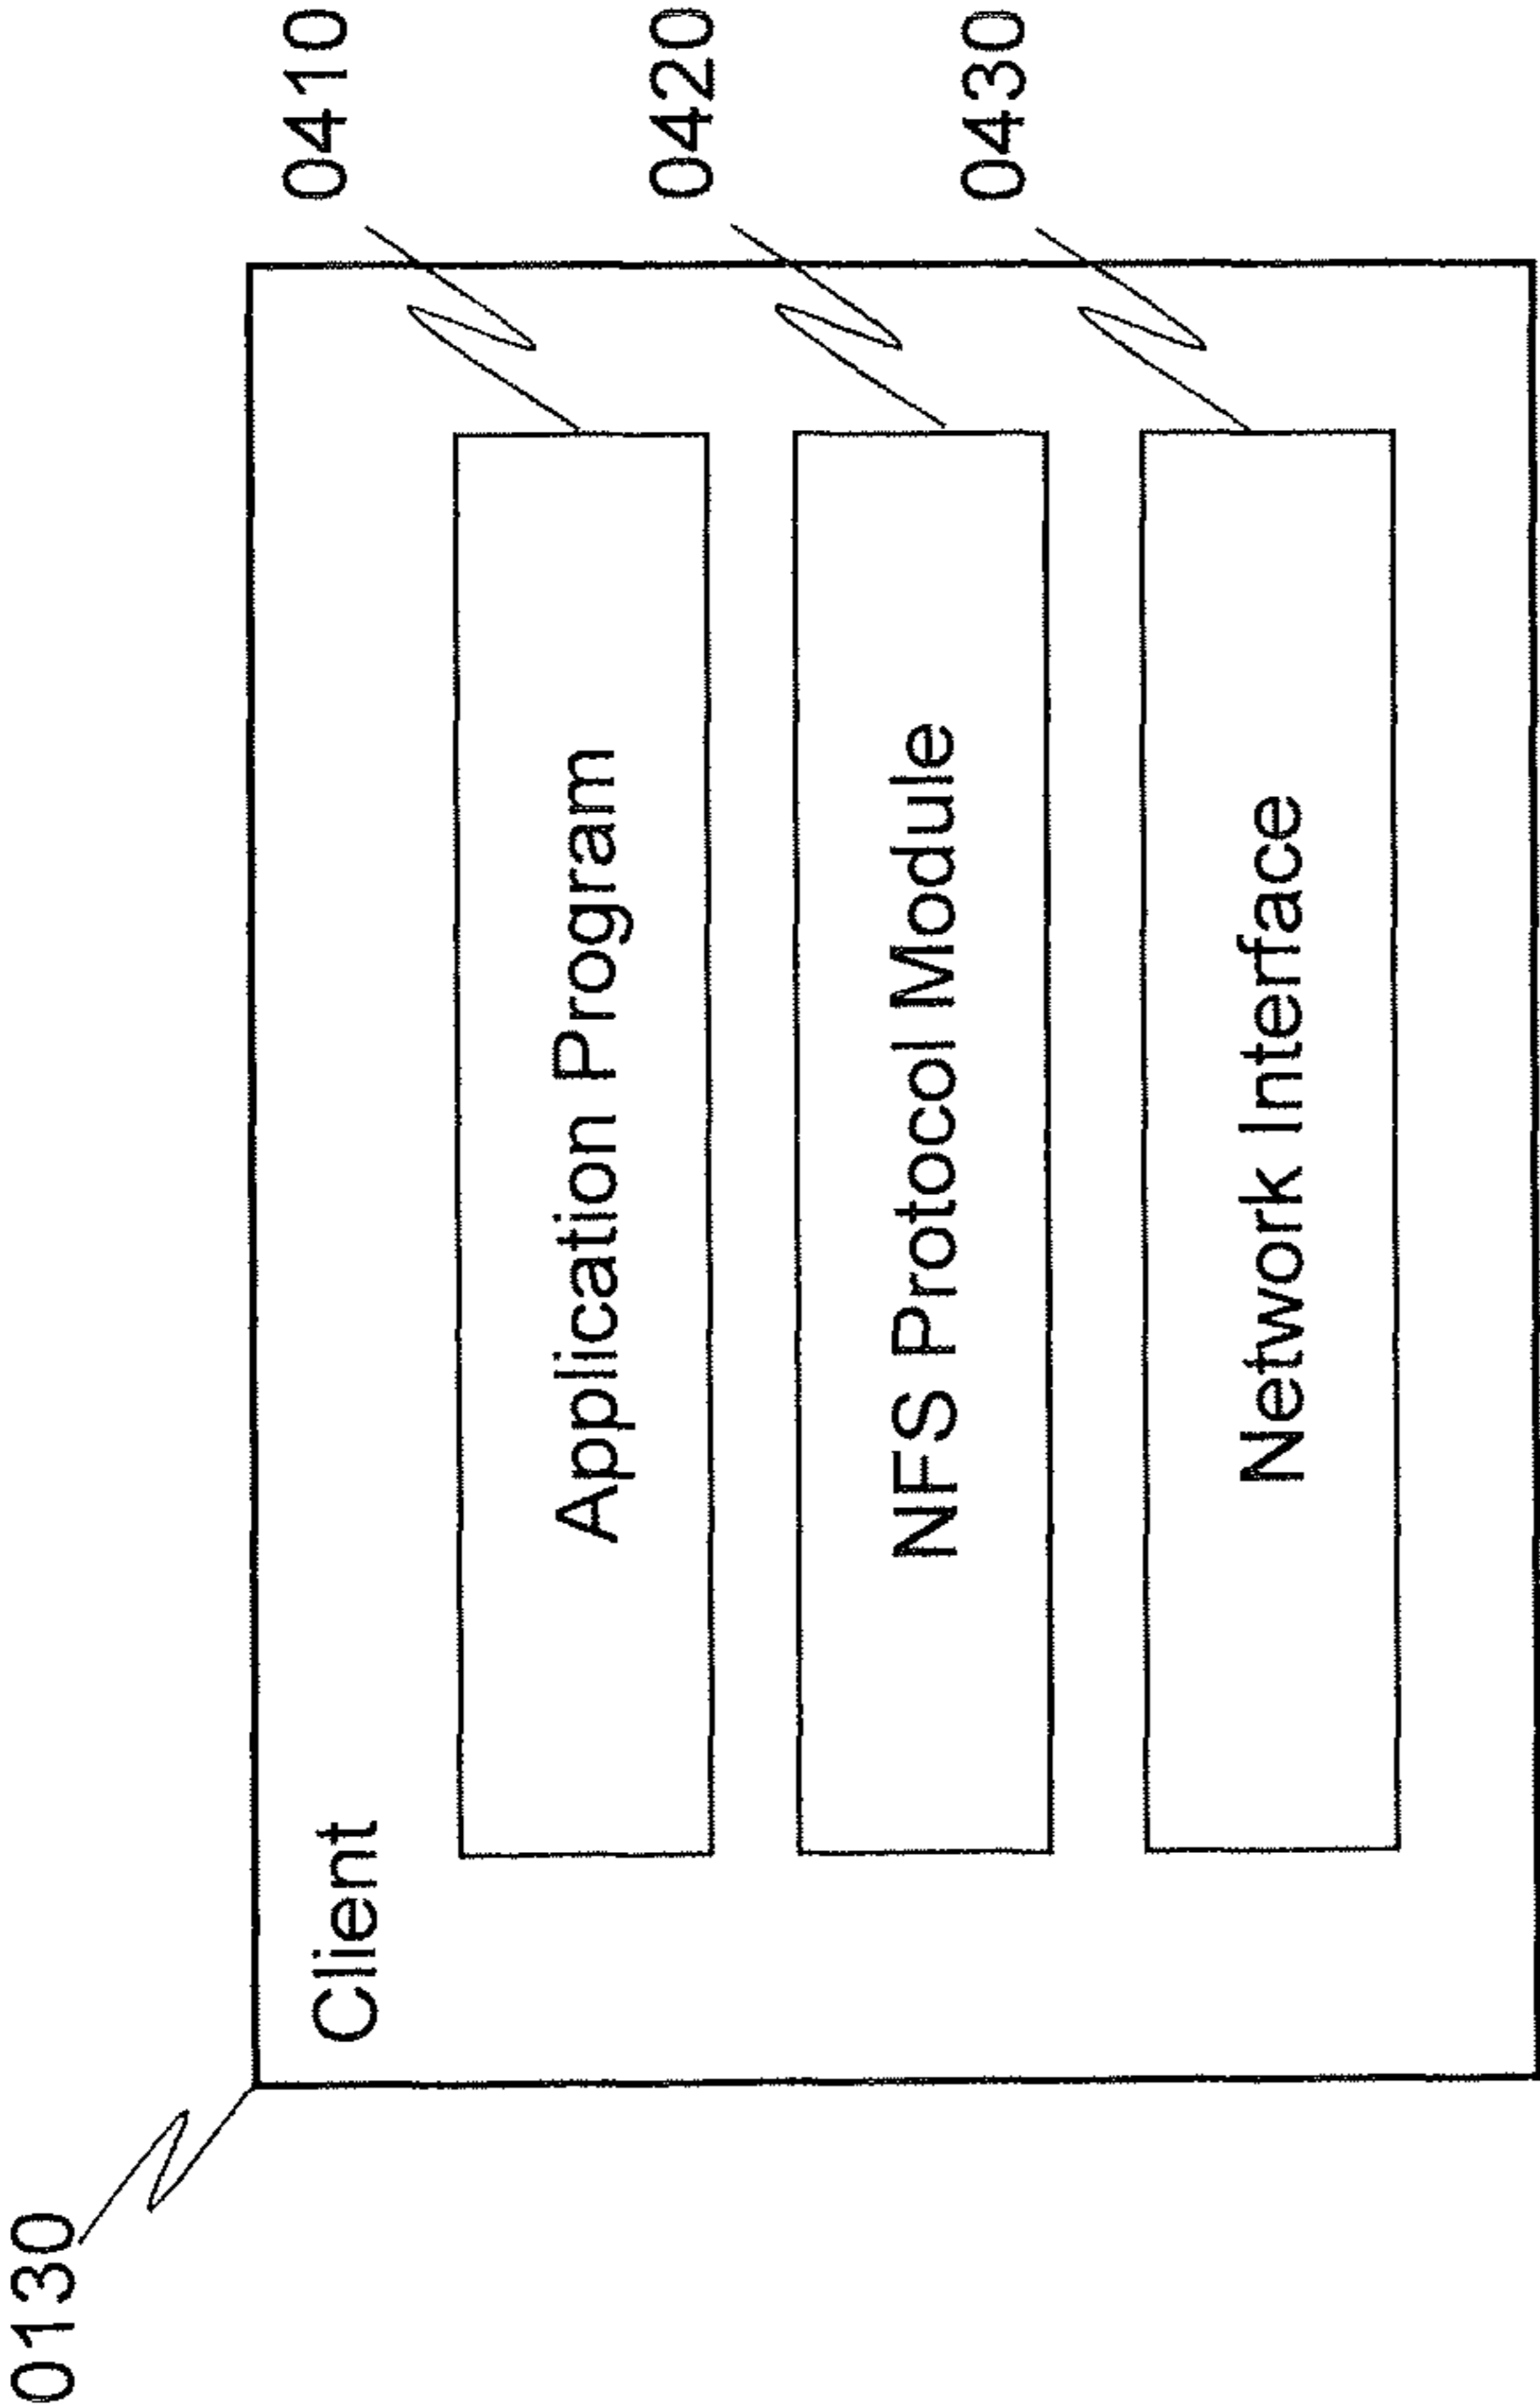 0130
Client
Application Program
0410
NFS Protocol Module
0420
Network Interface
0430